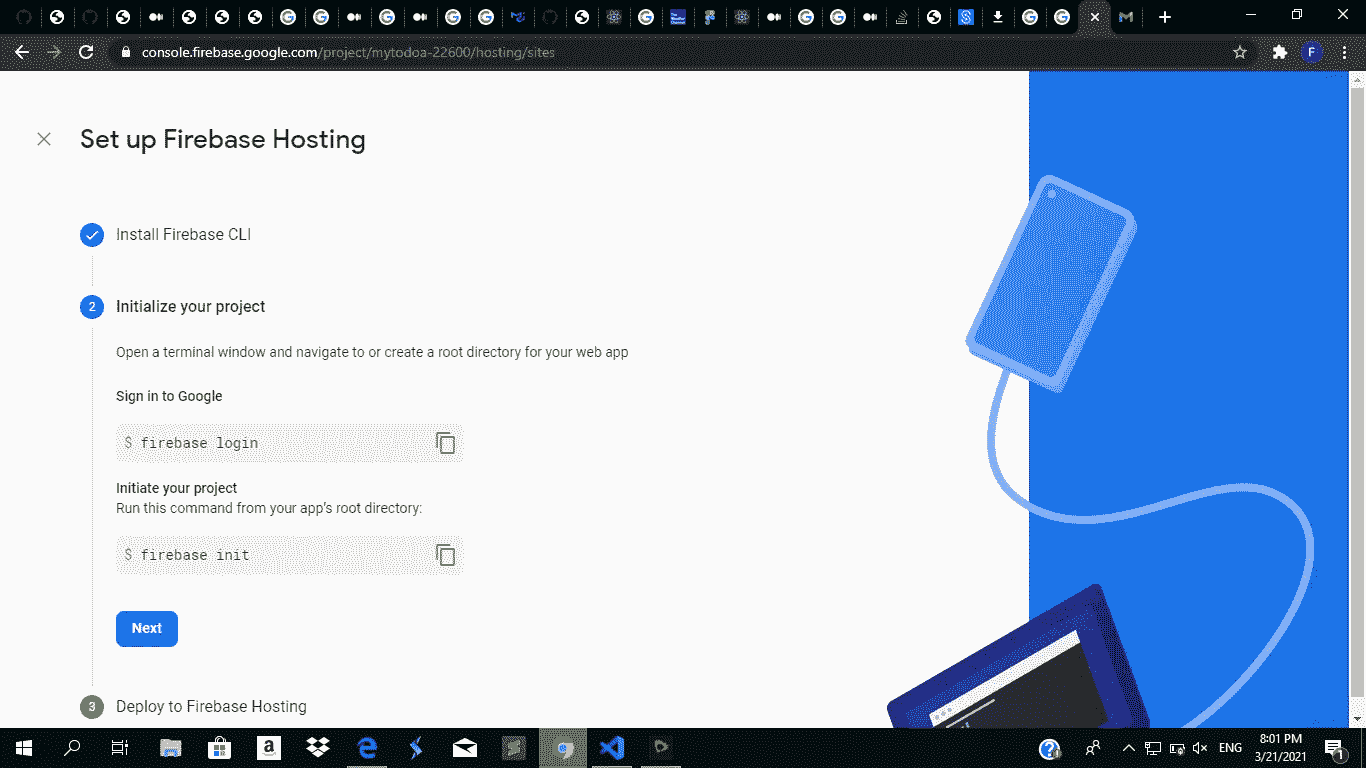 console.firebase.google.com/project/mytodoa-22600/hosting/sites
F
Set up Firebase Hosting
Install Firebase CLI
2 Initialize your project
Open a terminal window and navigate to or create a root directory for your web app
Sign in to Google
$ firebase login
Initiate your project
Run this command from your app's root directory:
$ firebase init
Next
3 Deploy to Firebase Hosting
ENG
8:01 PM
3/21/2021
1